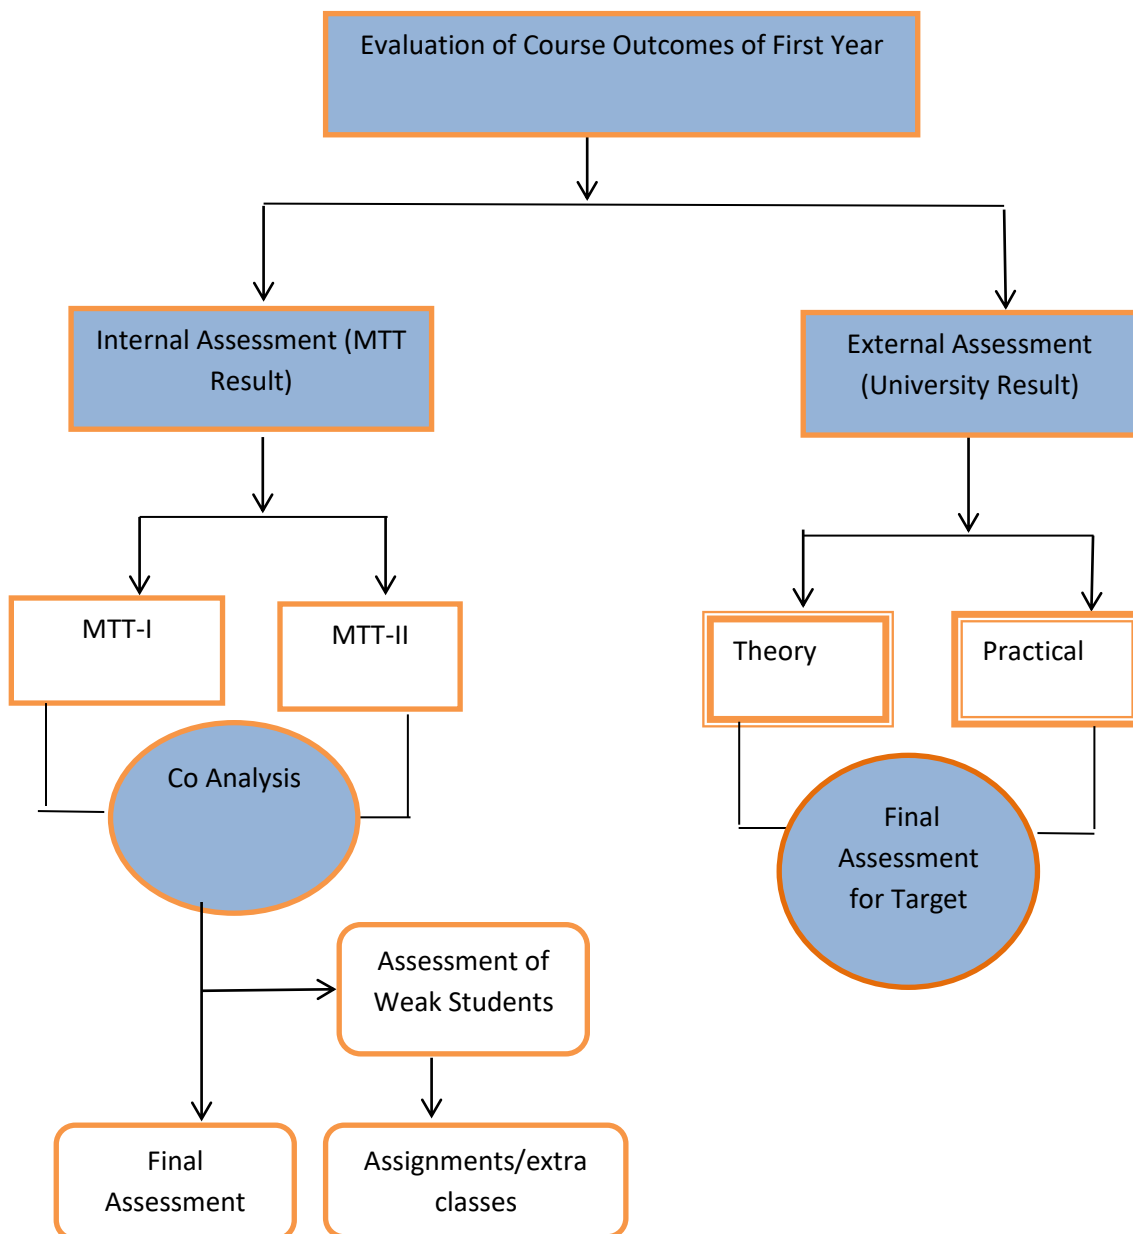 Evaluation of Course Outcomes of First Year
Internal Assessment (MTT
Result)
External Assessment
(University Result)
MTT-I
MTT-II
Theory
Practical
Co Analysis
Final
Assessment
for Target
Assessment of
Weak Students
Final
Assessment
Assignments/extra
classes